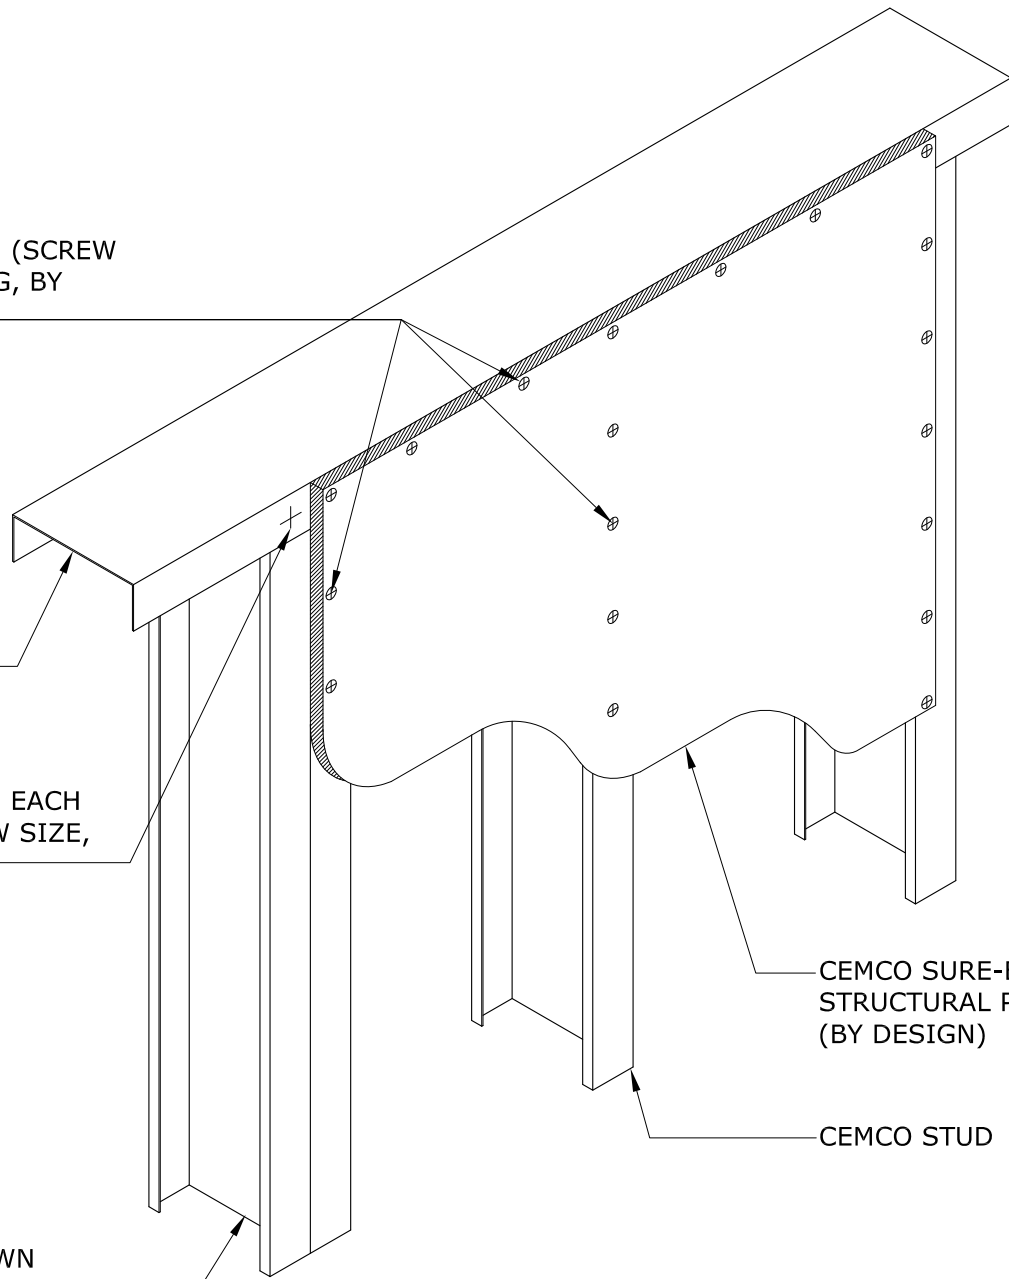 (SCREW
G, BY
EACH
SIZE,
CEMCO SURE-
STRUCTURAL
(BY DESIGN)
CEMCO STUD
WN